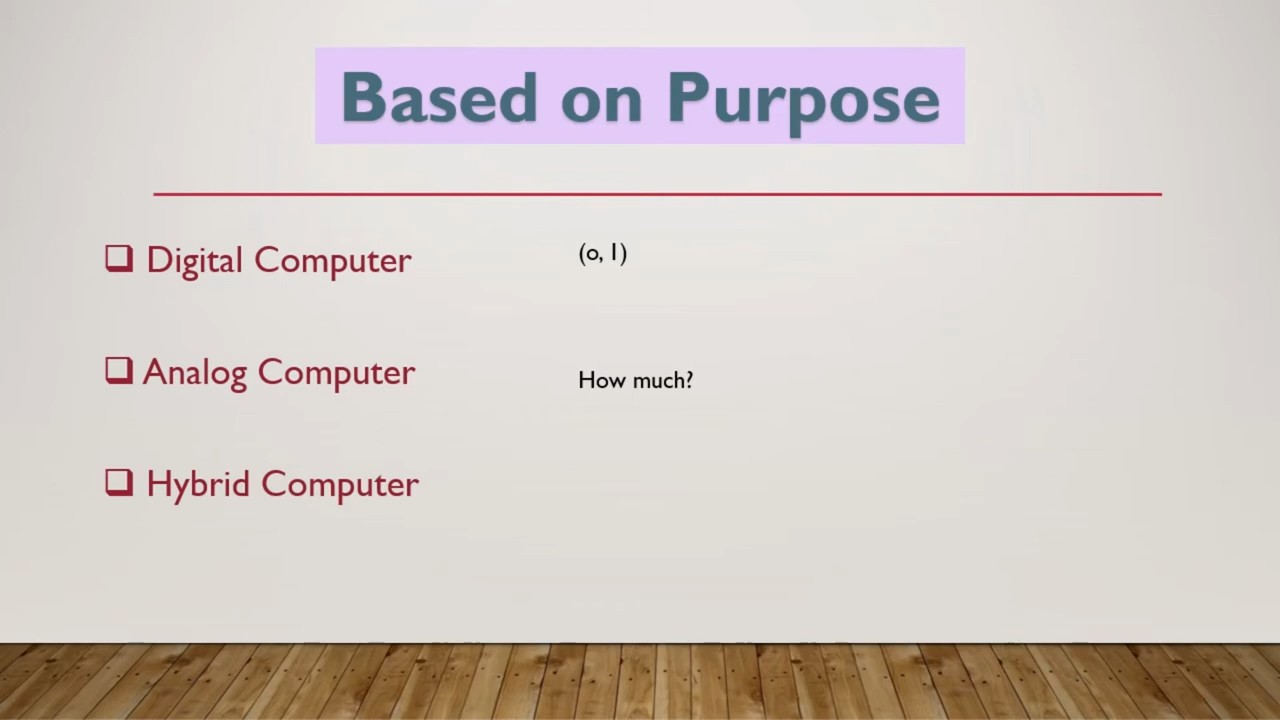 Based on Purpose
❑ Digital Computer
(o, 1)
❑ Analog Computer
How much?
❑ Hybrid Computer